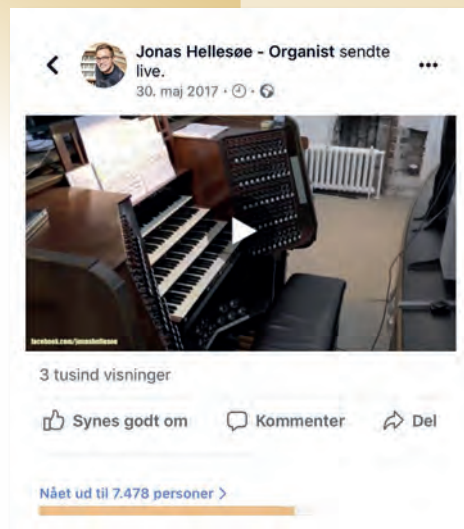 Jonas Hellesøe - Organist sendte
live.
30. maj 2017
facebook.com/jonashellesoe
3 tusind visninger
Synes godt om
Kommenter
Del
Nået ud til 7.478 personer >